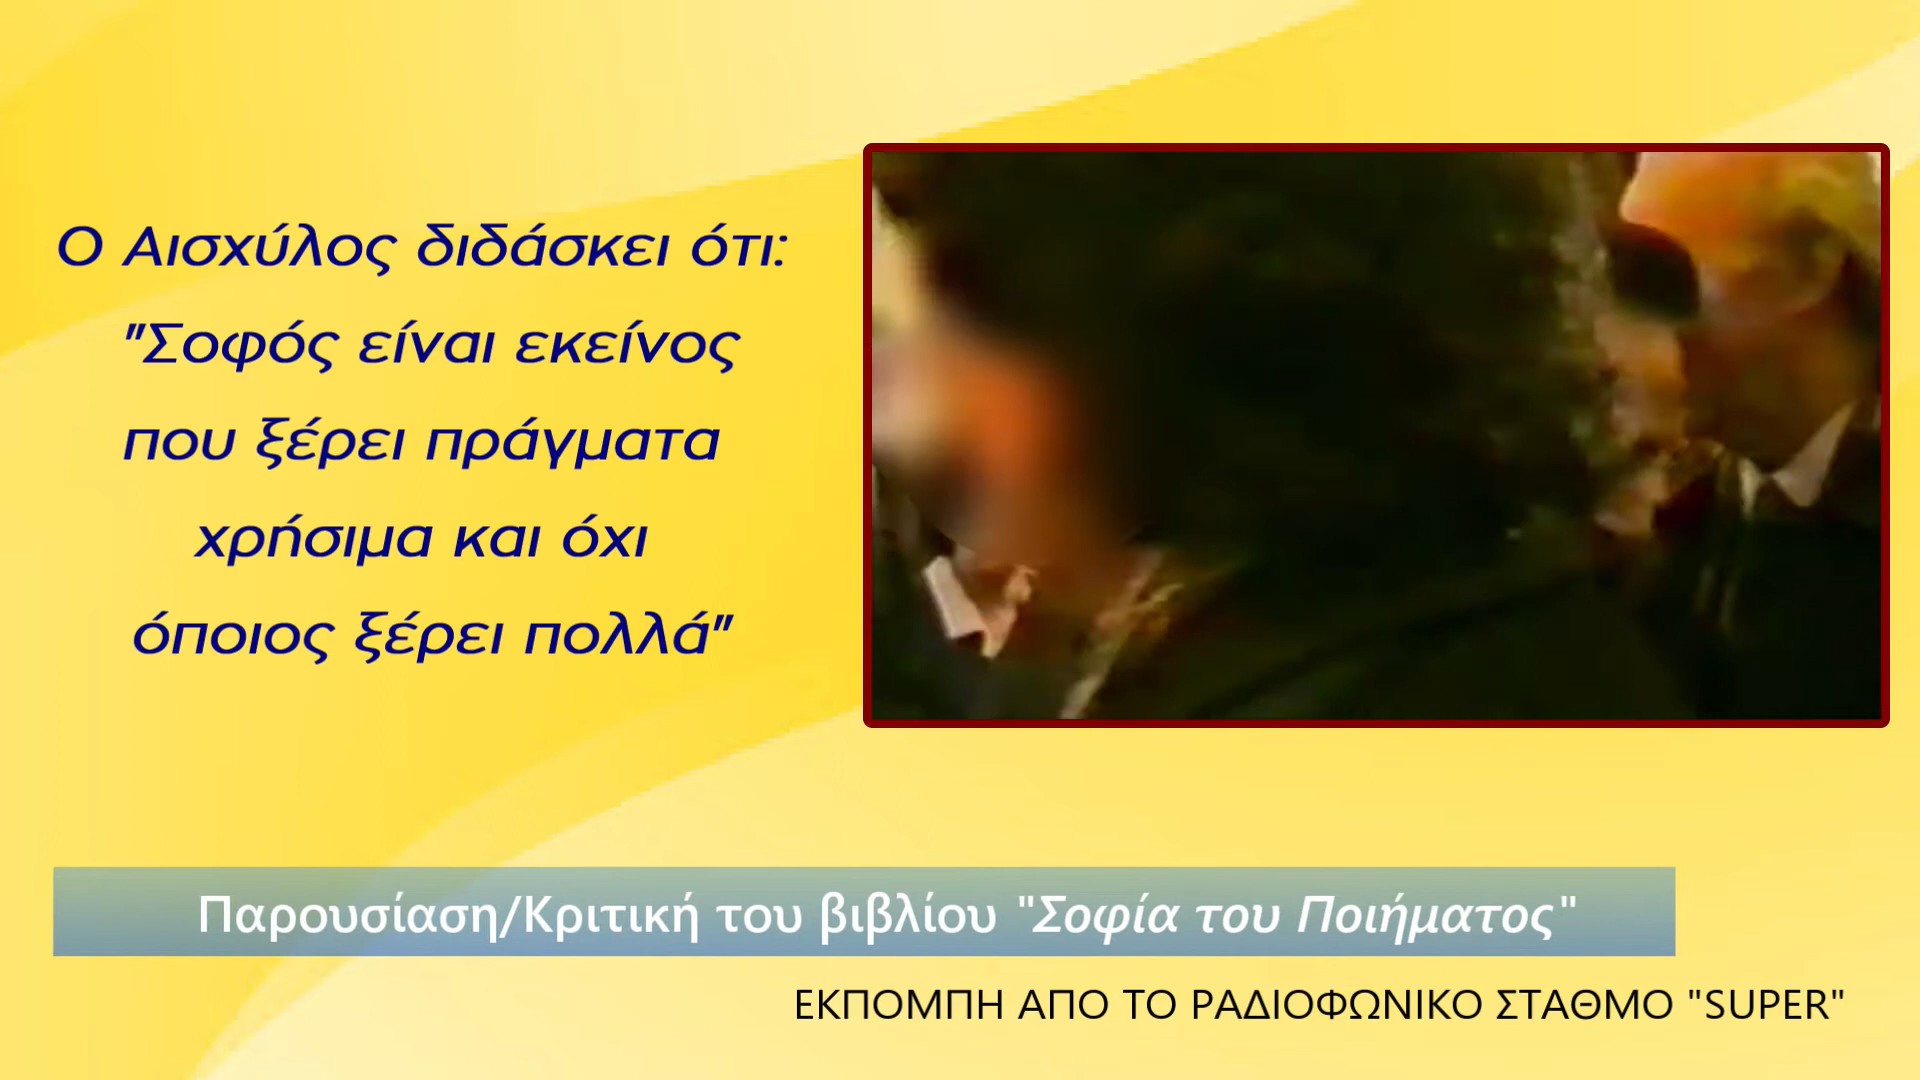 Ο Αισχύλος διδάσκει ότι:
"Σοφός είναι εκείνος
που ξέρει πράγματα
χρήσιμα και όχι
όποιος ξέρει πολλά"
Παρουσίαση/Κριτική του βιβλίου "Σοφία του Ποιήματος"
ΕΚΠΟΜΠΗ ΑΠΟ ΤΟ ΡΑΔΙΟΦΩΝΙΚΟ ΣΤΑΘΜΟ "SUPER"